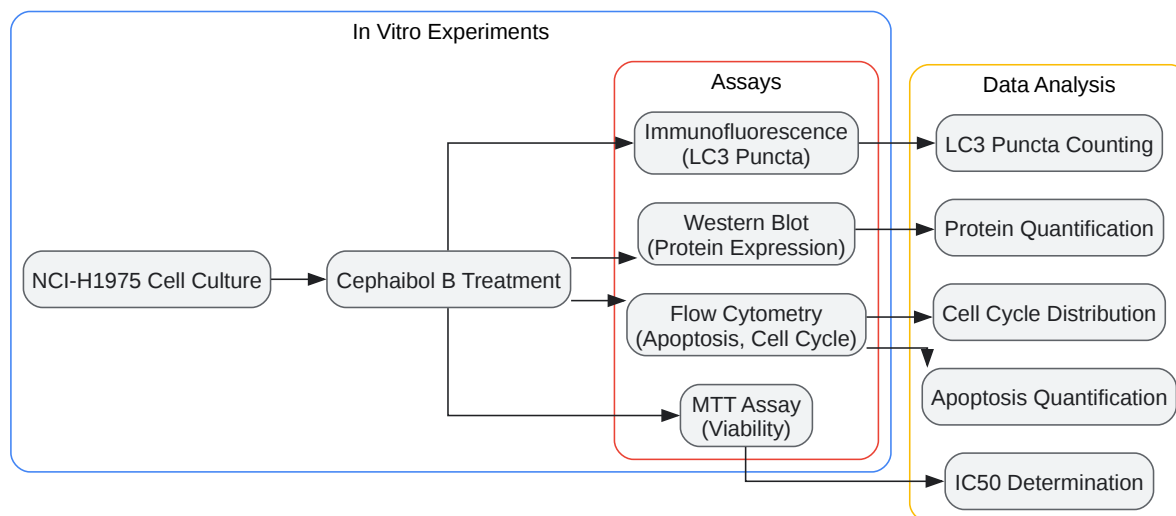 In Vitro Experiments
Assays
Data Analysis
Immunofluorescence
(LC3 Puncta)
LC3 Puncta Counting
Western Blot
(Protein Expression)
Protein Quantification
NCI-H1975 Cell Culture
Cephaibol B Treatment
Flow Cytometry
(Apoptosis, Cell Cycle)
Cell Cycle Distribution
Apoptosis Quantification
MTT Assay
(Viability)
IC50 Determination